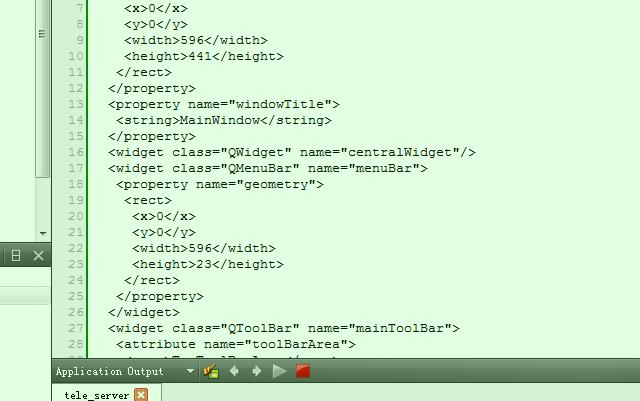 7 <x>0</x>
8 <y>0</y>
9 <width>596</width>
10 <height>441</height>
11 </rect>
12 </property>
13 <property name="windowTitle">
14 <string>MainWindow</string>
15 </property>
16 <widget class="QWidget" name="centralWidget"/>
17 <widget class="QMenuBar" name="menuBar">
18 <property name="geometry">
19 <rect>
20 <x>0</x>
21 <y>0</y>
22 <width>596</width>
23 <height>23</height>
24 </rect>
25 </property>
26 </widget>
27 <widget class="QToolBar" name="mainToolBar">
28 <attribute name="toolBarArea">
Application Output
tele_server